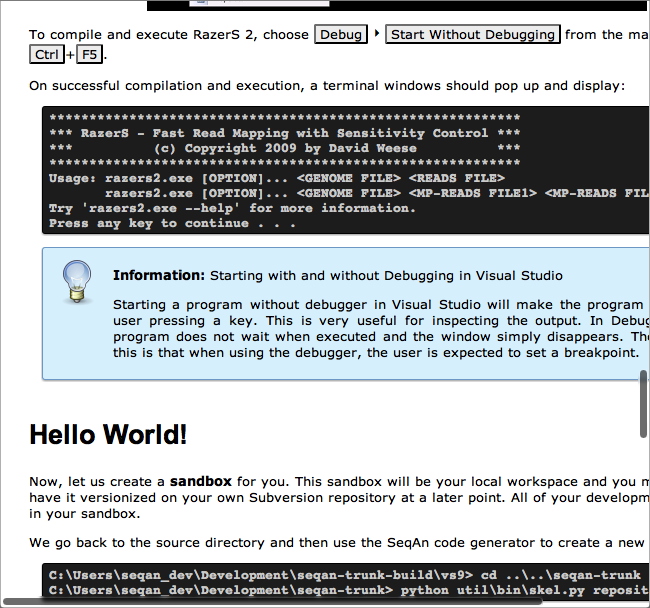 To compile and execute RazerS 2, choose Debug ‣ Start Without Debugging from the ma
Ctrl+F5.
On successful compilation and execution, a terminal windows should pop up and display:
***********************************************************
*** RazerS - Fast Read Mapping with Sensitivity Control ***
***          (c) Copyright 2009 by David Weese          ***
***********************************************************
Usage: razers2.exe [OPTION]... <GENOME FILE> <READS FILE>
       razers2.exe [OPTION]... <GENOME FILE> <MP-READS FILE1> <MP-READS FIL
Try 'razers2.exe --help' for more information.
Press any key to continue . . .
Information: Starting with and without Debugging in Visual Studio
Starting a program without debugger in Visual Studio will make the program
user pressing a key. This is very useful for inspecting the output. In Debug
program does not wait when executed and the window simply disappears. The
this is that when using the debugger, the user is expected to set a breakpoint.
Hello World!
Now, let us create a sandbox for you. This sandbox will be your local workspace and you m
have it versionized on your own Subversion repository at a later point. All of your developm
in your sandbox.
We go back to the source directory and then use the SeqAn code generator to create a new
C:\Users\seqan_dev\Development\seqan-trunk-build\vs9> cd ..\..\seqan-trunk
C:\Users\seqan_dev\Development\seqan-trunk> python util\bin\skel.py reposit